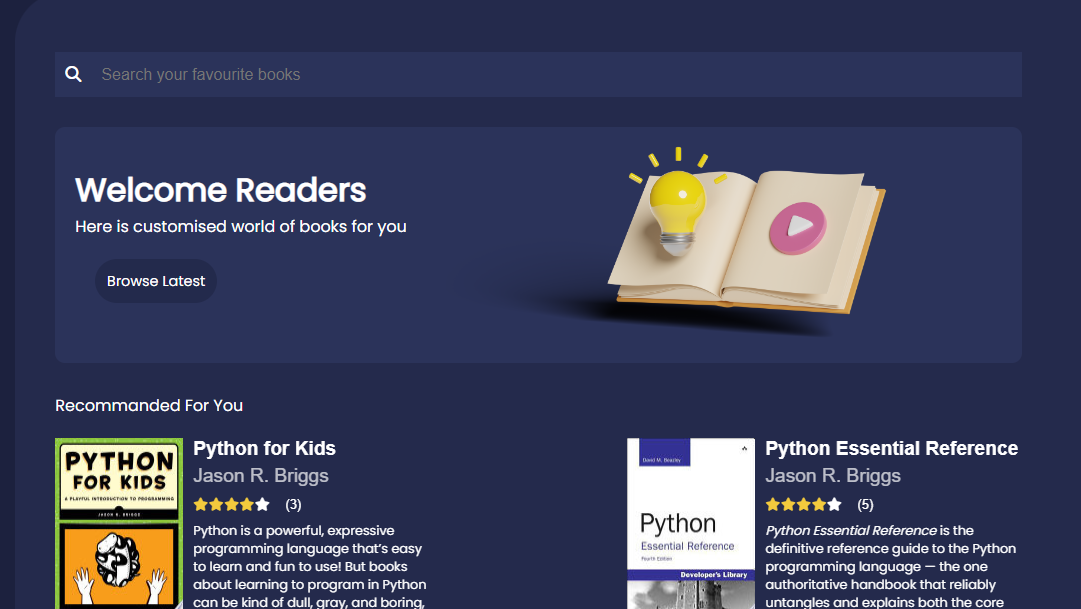 Search your favourite books
Welcome Readers
Here is customised world of books for you
Browse Latest
Recommanded For You
PYTHON
FOR KIDS
A PLAYFUL INTRODUCTION TO PROGRAMMING
JASON R. BRIGGS
Python for Kids
Jason R. Briggs
(3)
Python is a powerful, expressive
programming language that’s easy
to learn and fun to use! But books
about learning to program in Python
can be kind of dull, gray, and boring,
David M. Beazley
Python
Essential Reference
Fourth Edition
Developer's Library
Python Essential Reference
Jason R. Briggs
(5)
Python Essential Reference is the
definitive reference guide to the Python
programming language — the one
authoritative handbook that reliably
untangles and explains both the core